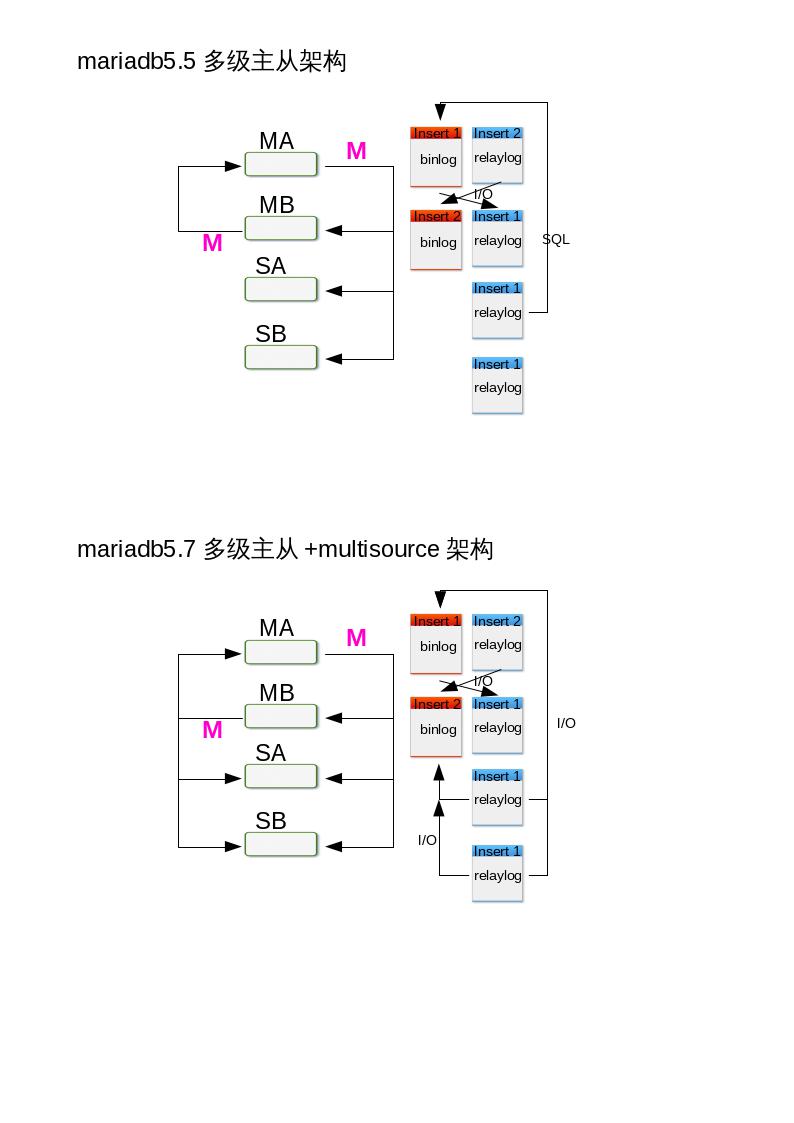 mariadb5.5 多级主从架构
MA
M
MB
M
SA
SB
Insert 1
binlog
Insert 2
relaylog
I/O
Insert 2
binlog
Insert 1
relaylog
SQL
Insert 1
relaylog
Insert 1
relaylog
mariadb5.7 多级主从 +multisource 架构
MA
M
MB
M
SA
SB
Insert 1
binlog
Insert 2
relaylog
I/O
Insert 2
binlog
Insert 1
relaylog
I/O
Insert 1
relaylog
I/O
Insert 1
relaylog